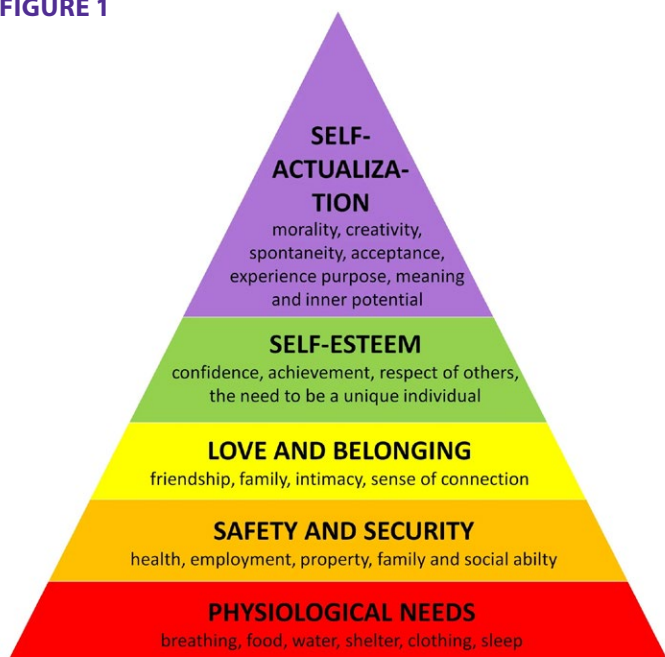 FIGURE 1
SELF-
ACTUALIZA-
TION
morality, creativity,
spontaneity, acceptance,
experience purpose, meaning
and inner potential
SELF-ESTEEM
confidence, achievement, respect of others,
the need to be a unique individual
LOVE AND BELONGING
friendship, family, intimacy, sense of connection
SAFETY AND SECURITY
health, employment, property, family and social abilty
PHYSIOLOGICAL NEEDS
breathing, food, water, shelter, clothing, sleep